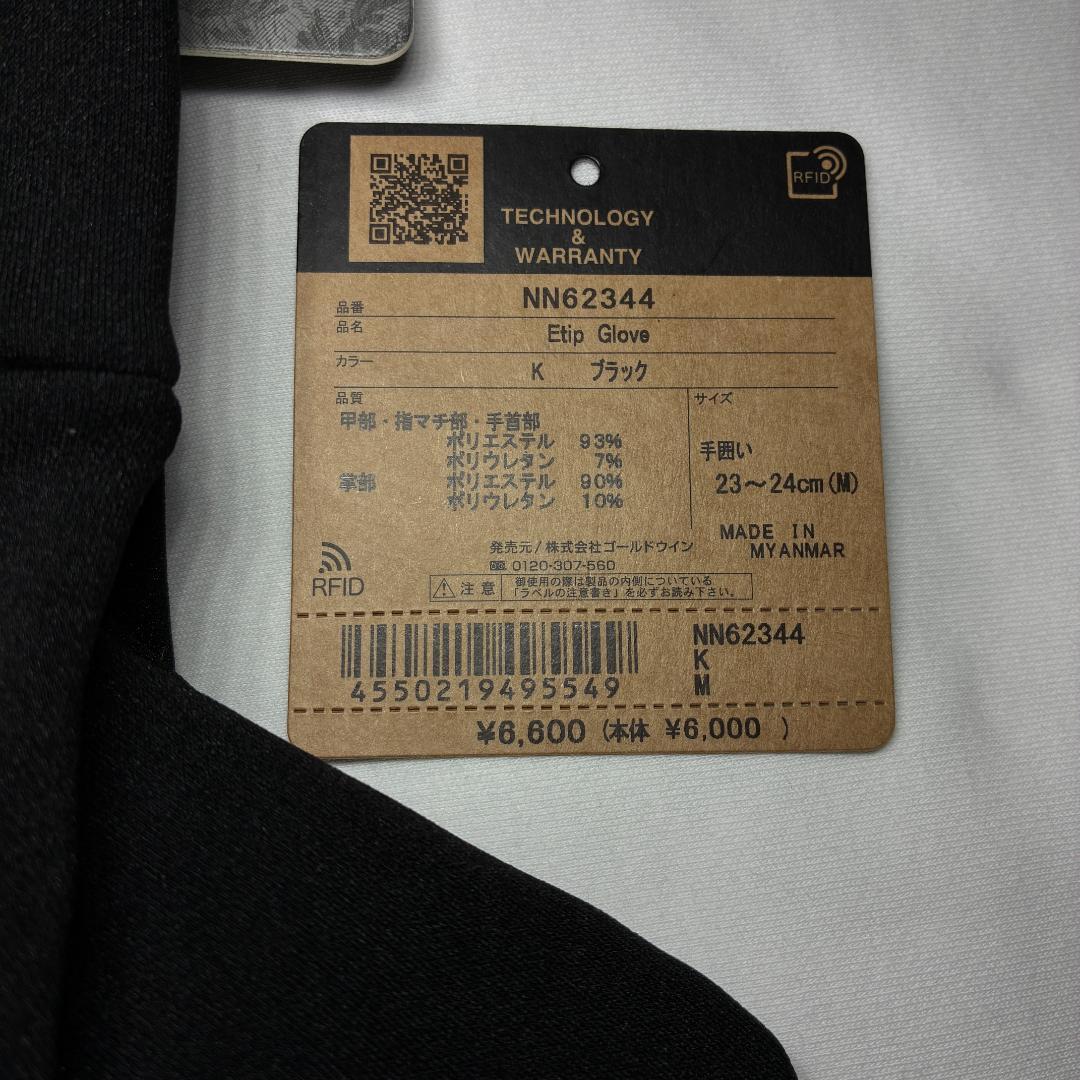 RFID
TECHNOLOGY
&
WARRANTY
品番 NN62344
品名 Etip Glove
カラー K ブラック
品質
甲部・指マチ部・手首部
ポリエステル 93%
ポリウレタン 7%
掌部 ポリエステル 90%
ポリウレタン 10%
サイズ
手囲い
23～24cm(M)
MADE IN
MYANMAR
発売元/株式会社ゴールドウイン
0120-307-560
RFID
注意 御使用の際は製品の内側についている
「ラベルの注意書き」を必ずお読み下さい。
4550219495549
NN62344
K
M
¥6,600 (本体 ¥6,000 )